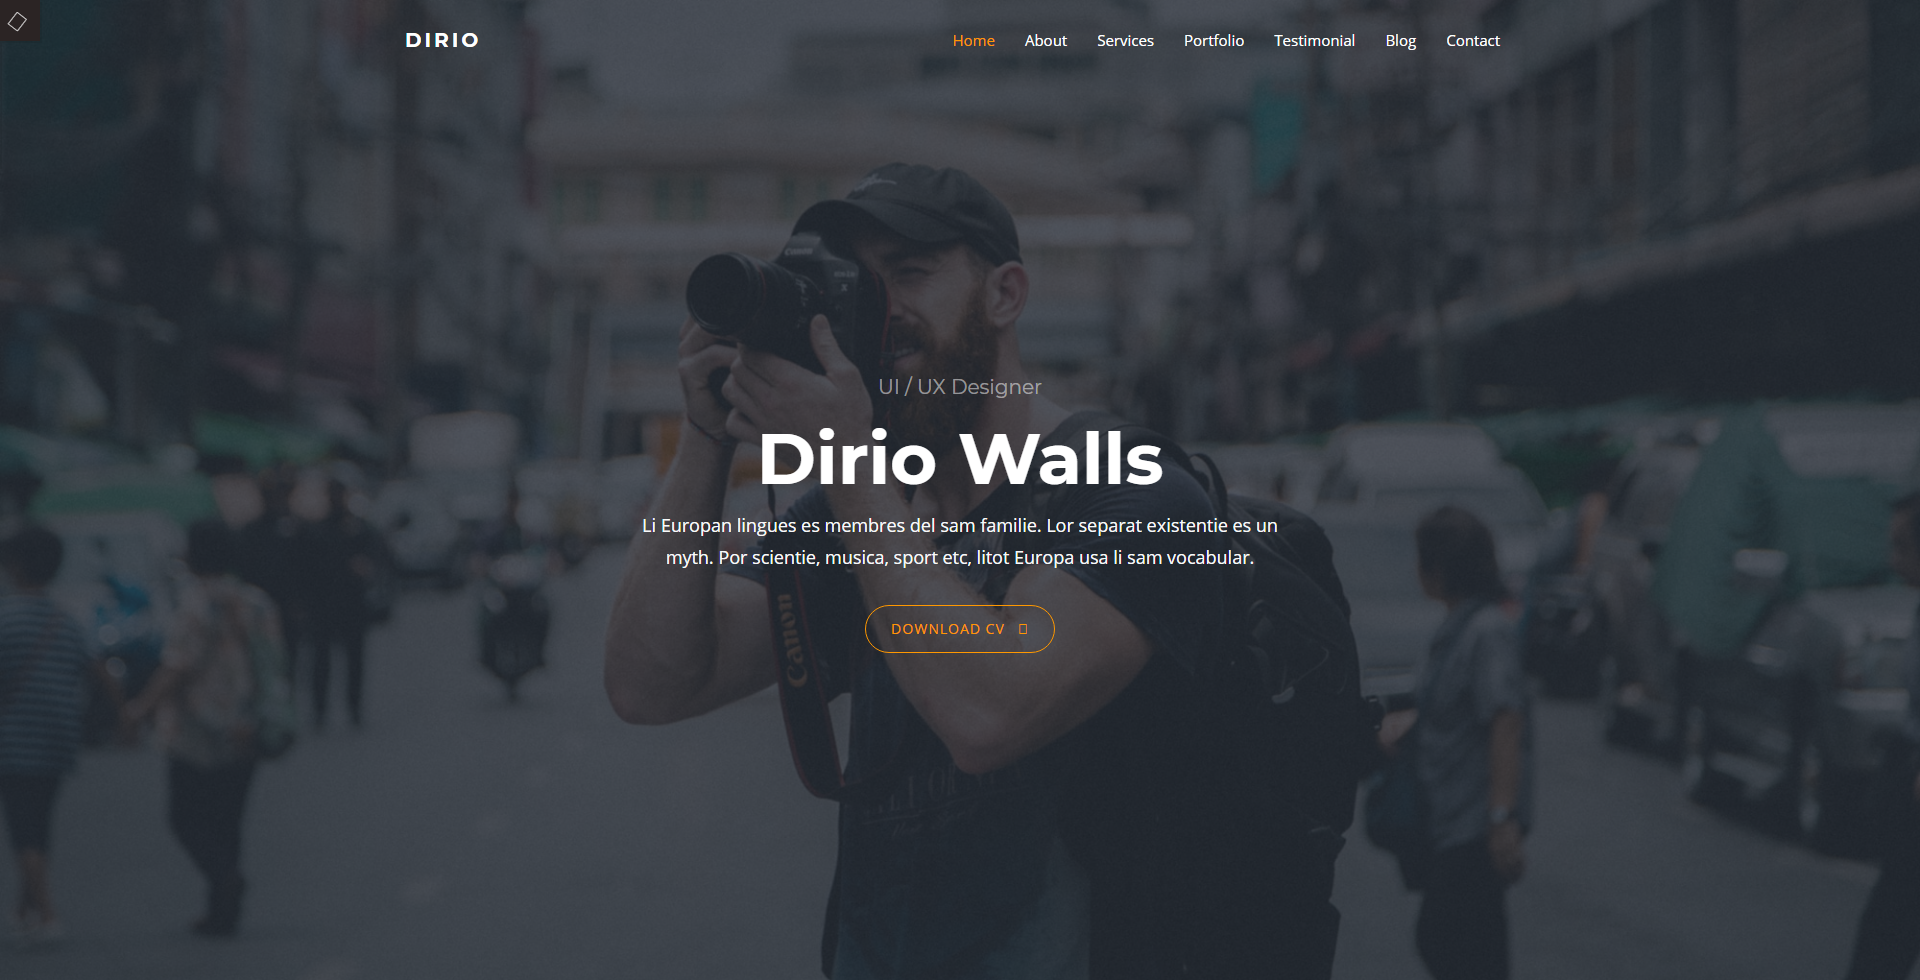 DIRIO
Home About Services Portfolio Testimonial Blog Contact
UI / UX Designer
Dirio Walls
Li Europan lingues es membres del sam familie. Lor separat existentie es un
myth. Por scientie, musica, sport etc, litot Europa usa li sam vocabular.
DOWNLOAD CV
Canon
Canon